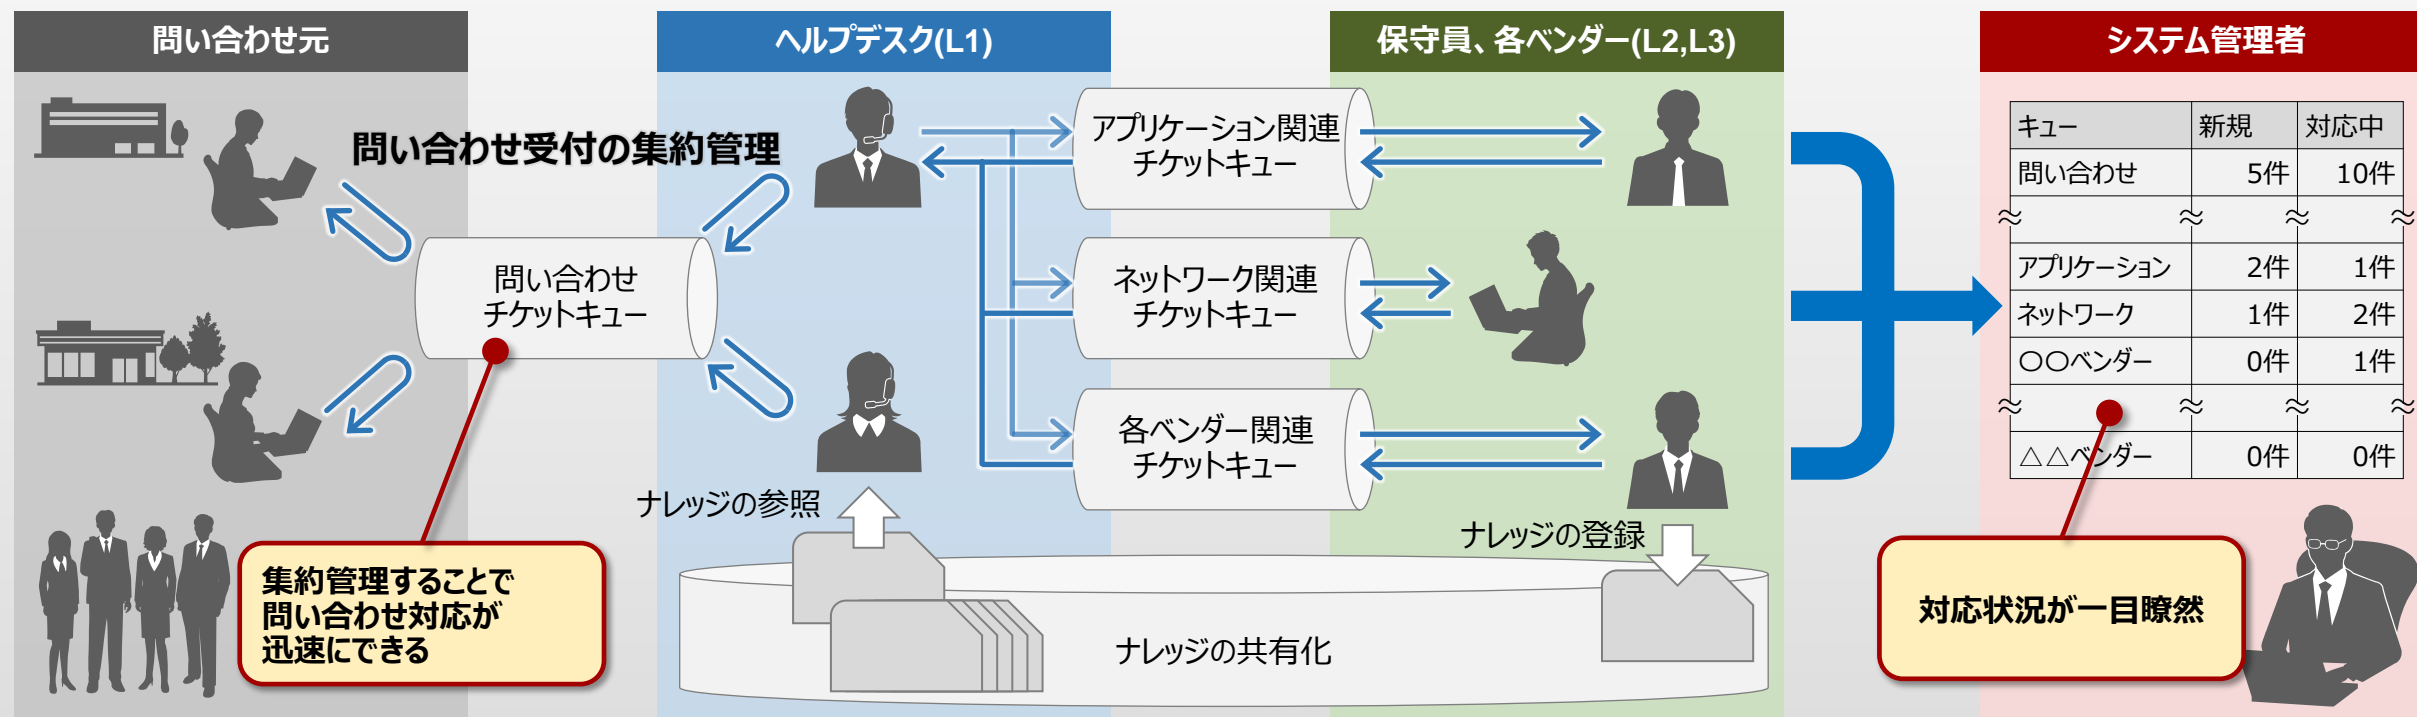 問い合わせ元
ヘルプデスク(L1)
保守員、各ベンダー(L2,L3)
システム管理者
問い合わせ受付の集約管理
問い合わせ
チケットキュー
アプリケーション関連
チケットキュー
ネットワーク関連
チケットキュー
各ベンダー関連
チケットキュー
ナレッジの参照
ナレッジの登録
ナレッジの共有化
集約管理することで
問い合わせ対応が
迅速にできる
キュー 新規 対応中
問い合わせ 5件 10件
≈ ≈ ≈ ≈
アプリケーション 2件 1件
ネットワーク 1件 2件
〇〇ベンダー 0件 1件
≈ ≈ ≈ ≈
△△ベンダー 0件 0件
対応状況が一目瞭然